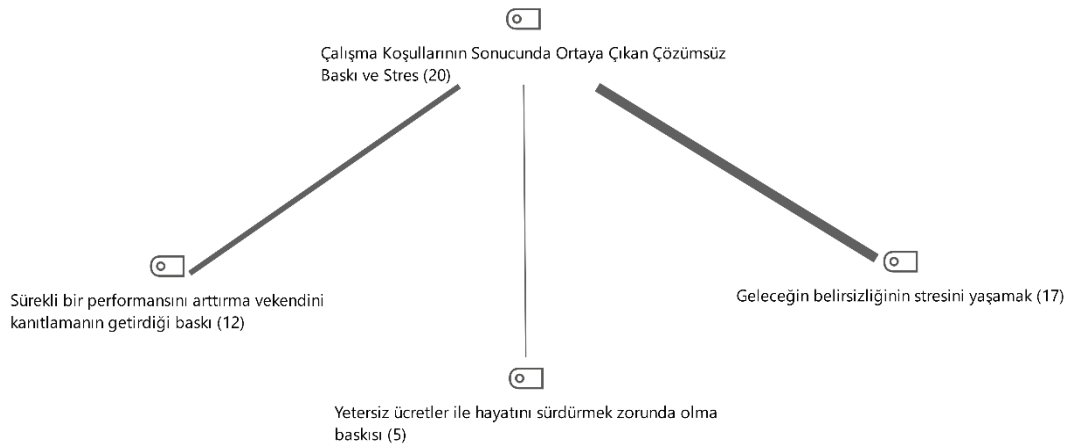 Çalışma Koşullarının Sonucunda Ortaya Çıkan Çözümsüz
Baskı ve Stres (20)
Sürekli bir performansını arttırma vekendini
kanıtlamanın getirdiği baskı (12)
Geleceğin belirsizliğinin stresini yaşamak (17)
Yetersiz ücretler ile hayatını sürdürmek zorunda olma
baskısı (5)